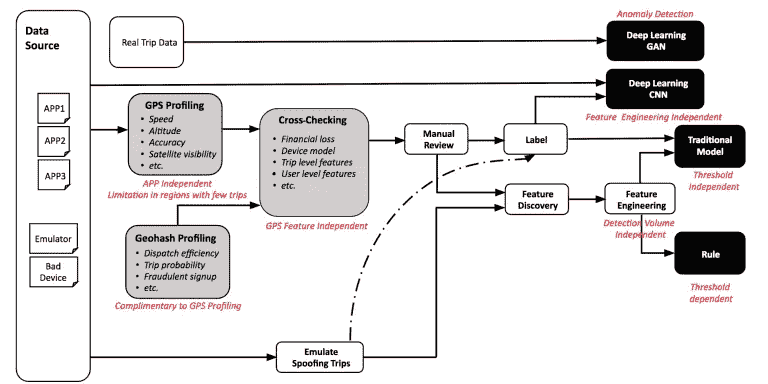 Data
Source
APP1
APP2
APP3
Emulator
Bad
Device
Real Trip Data
GPS Profiling
• Speed
• Altitude
• Accuracy
• Satellite visibility
• etc.
APP Independent
Limitation in regions with few trips
Geohash Profiling
• Dispatch efficiency
• Trip probability
• Fraudulent signup
• etc.
Complimentary to GPS Profiling
Cross-Checking
• Financial loss
• Device model
• Trip level features
• User level features
• etc.
GPS Feature Independent
Emulate
Spoofing Trips
Manual
Review
Label
Feature
Discovery
Feature
Engineering
Detection Volume
Independent
Anomaly Detection
Deep Learning
GAN
Deep Learning
CNN
Feature Engineering Independent
Traditional
Model
Threshold
independent
Rule
Threshold
dependent